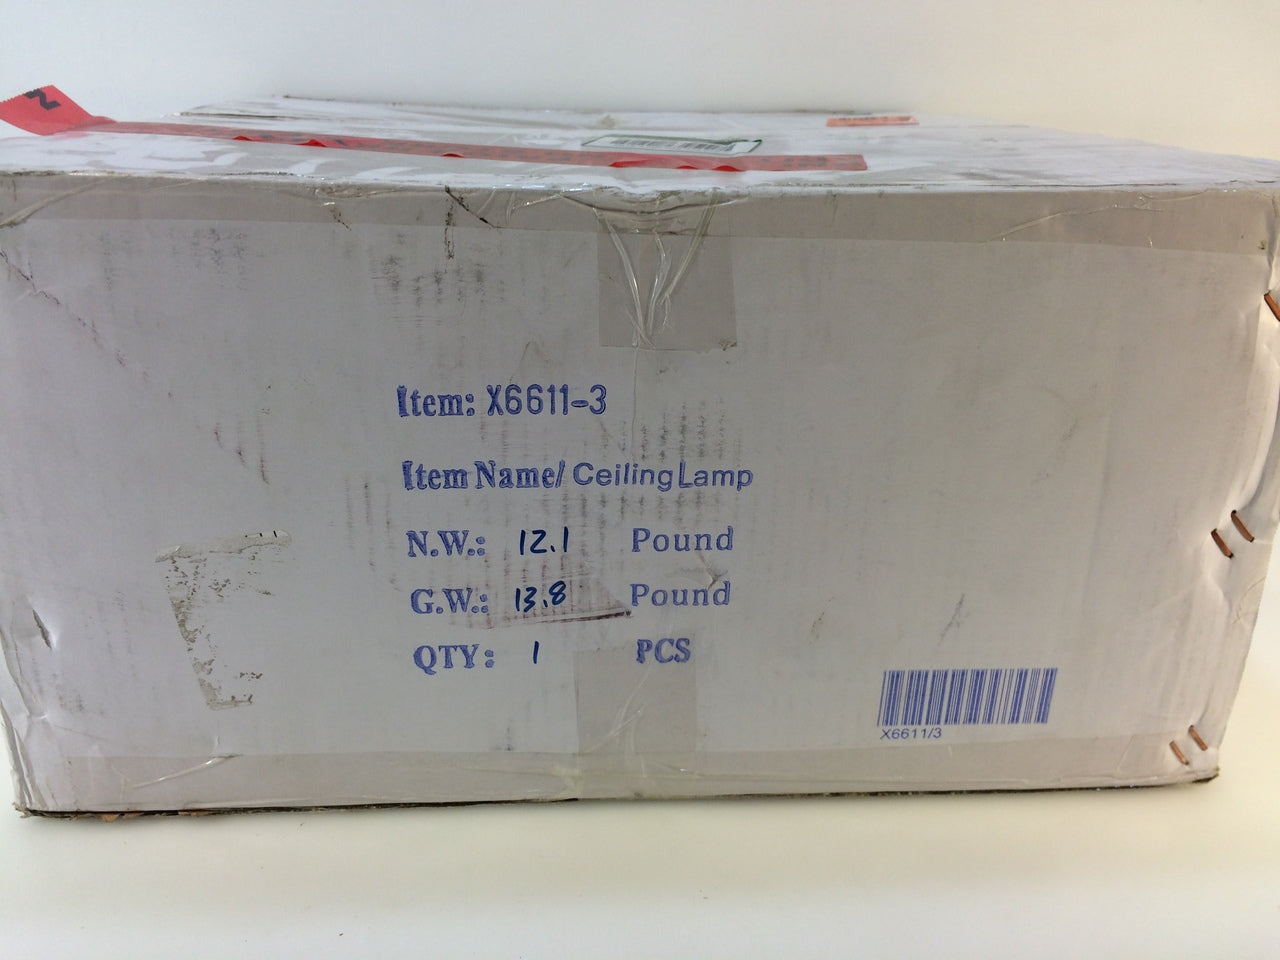 Item: X6611-3
Item Name/ Ceiling Lamp
N.W.: 12.1 Pound
G.W.: 13.8 Pound
QTY: 1 PCS
X6611/3